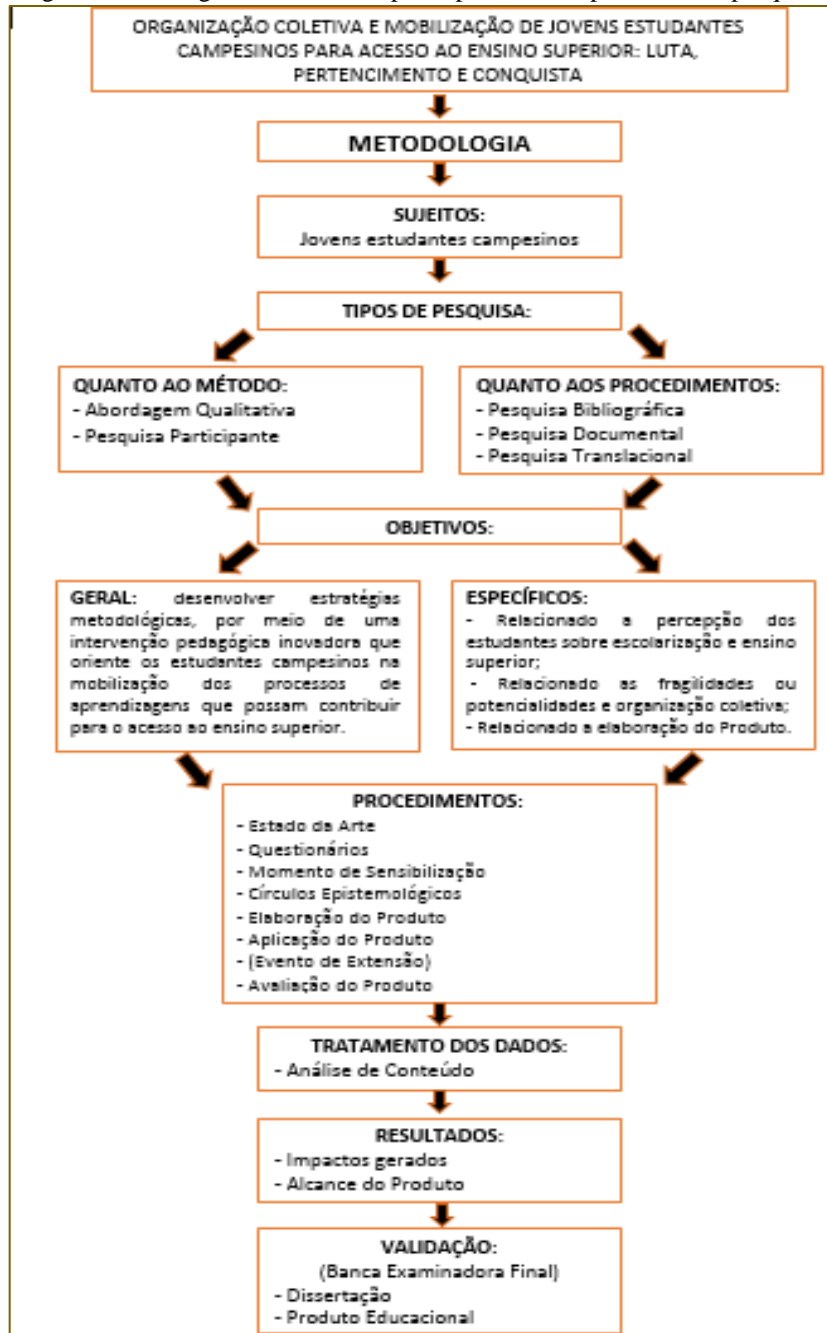 ORGANIZAÇÃO COLETIVA E MOBILIZAÇÃO DE JOVENS ESTUDANTES
CAMPESINOS PARA ACESSO AO ENSINO SUPERIOR: LUTA,
PERTENCIMENTO E CONQUISTA
METODOLOGIA
SUJEITOS:
Jovens estudantes campesinos
TIPOS DE PESQUISA:
QUANTO AO MÉTODO:
- Abordagem Qualitativa
- Pesquisa Participante
QUANTO AOS PROCEDIMENTOS:
- Pesquisa Bibliográfica
- Pesquisa Documental
- Pesquisa Translacional
OBJETIVOS:
GERAL: desenvolver estratégias
metodológicas, por meio de uma
intervenção pedagógica inovadora que
oriente os estudantes campesinos na
mobilização dos processos de
aprendizagens que possam contribuir
para o acesso ao ensino superior.
ESPECÍFICOS:
- Relacionado a percepção dos
estudantes sobre escolarização e ensino
superior;
- Relacionado as fragilidades ou
potencialidades e organização coletiva;
- Relacionado a elaboração do Produto.
PROCEDIMENTOS:
- Estado da Arte
- Questionários
- Momento de Sensibilização
- Círculos Epistemológicos
- Elaboração do Produto
- Aplicação do Produto
- (Evento de Extensão)
- Avaliação do Produto
TRATAMENTO DOS DADOS:
- Análise de Conteúdo
RESULTADOS:
- Impactos gerados
- Alcance do Produto
VALIDAÇÃO:
(Banca Examinadora Final)
- Dissertação
- Produto Educacional